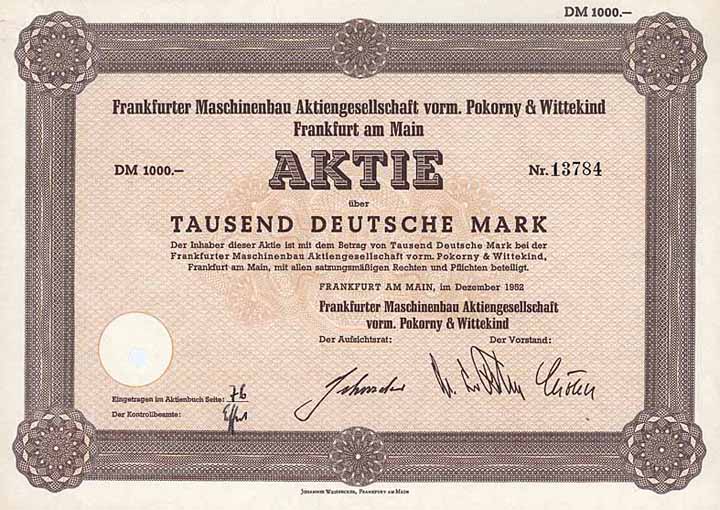 DM 1000.—
Frankfurter Maschinenbau Aktiengesellschaft vorm. Pokorny & Wittekind
Frankfurt am Main
DM 1000.— AKTIE Nr. 13784
über
TAUSEND DEUTSCHE MARK
Der Inhaber dieser Aktie ist mit dem Betrag von Tausend Deutsche Mark bei der
Frankfurter Maschinenbau Aktiengesellschaft vorm. Pokorny & Wittekind,
Frankfurt am Main, mit allen satzungsmäßigen Rechten und Pflichten beteiligt.
FRANKFURT AM MAIN, im Dezember 1952
Frankfurter Maschinenbau Aktiengesellschaft
vorm. Pokorny & Wittekind
Der Aufsichtsrat: Der Vorstand:
Eingetragen im Aktienbuch Seite: 76
Der Kontrollbeamte:
JOHANNES WEISBECKER, FRANKFURT AM MAIN